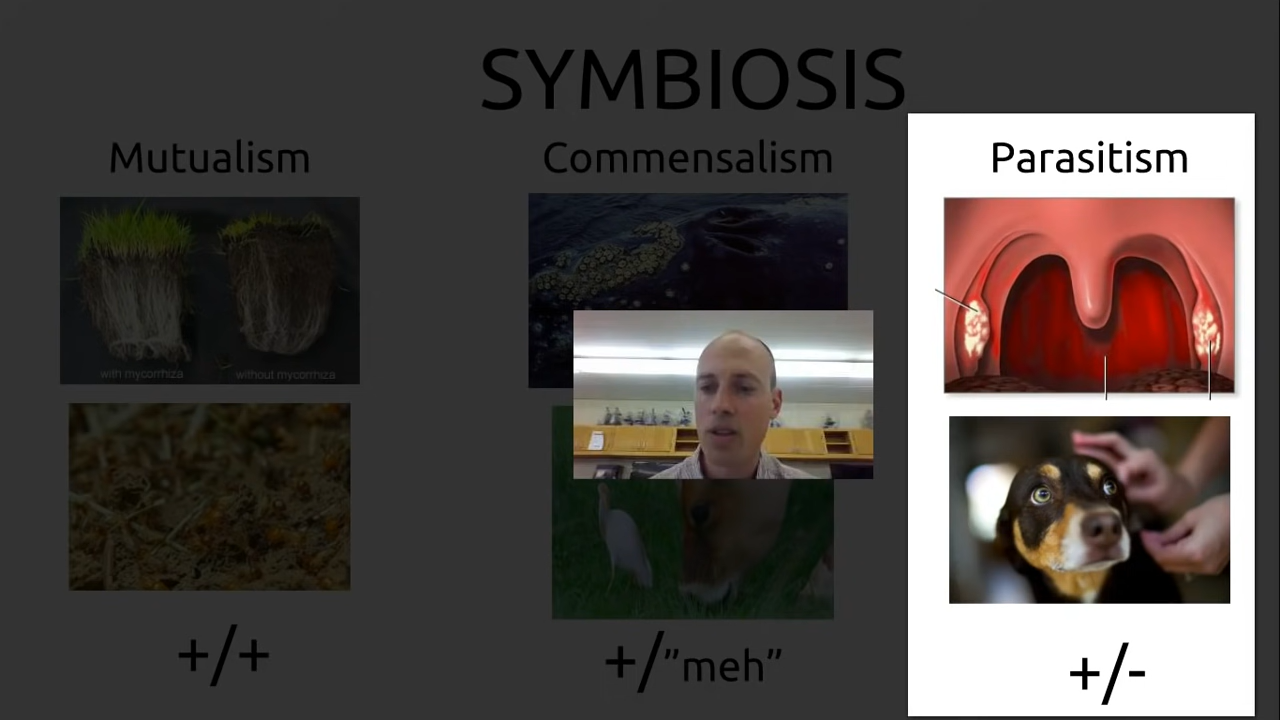 SYMBIOSIS
Mutualism
Commensalism
Parasitism
with mycorrhiza
without mycorrhiza
+/+
+/”meh”
+/-